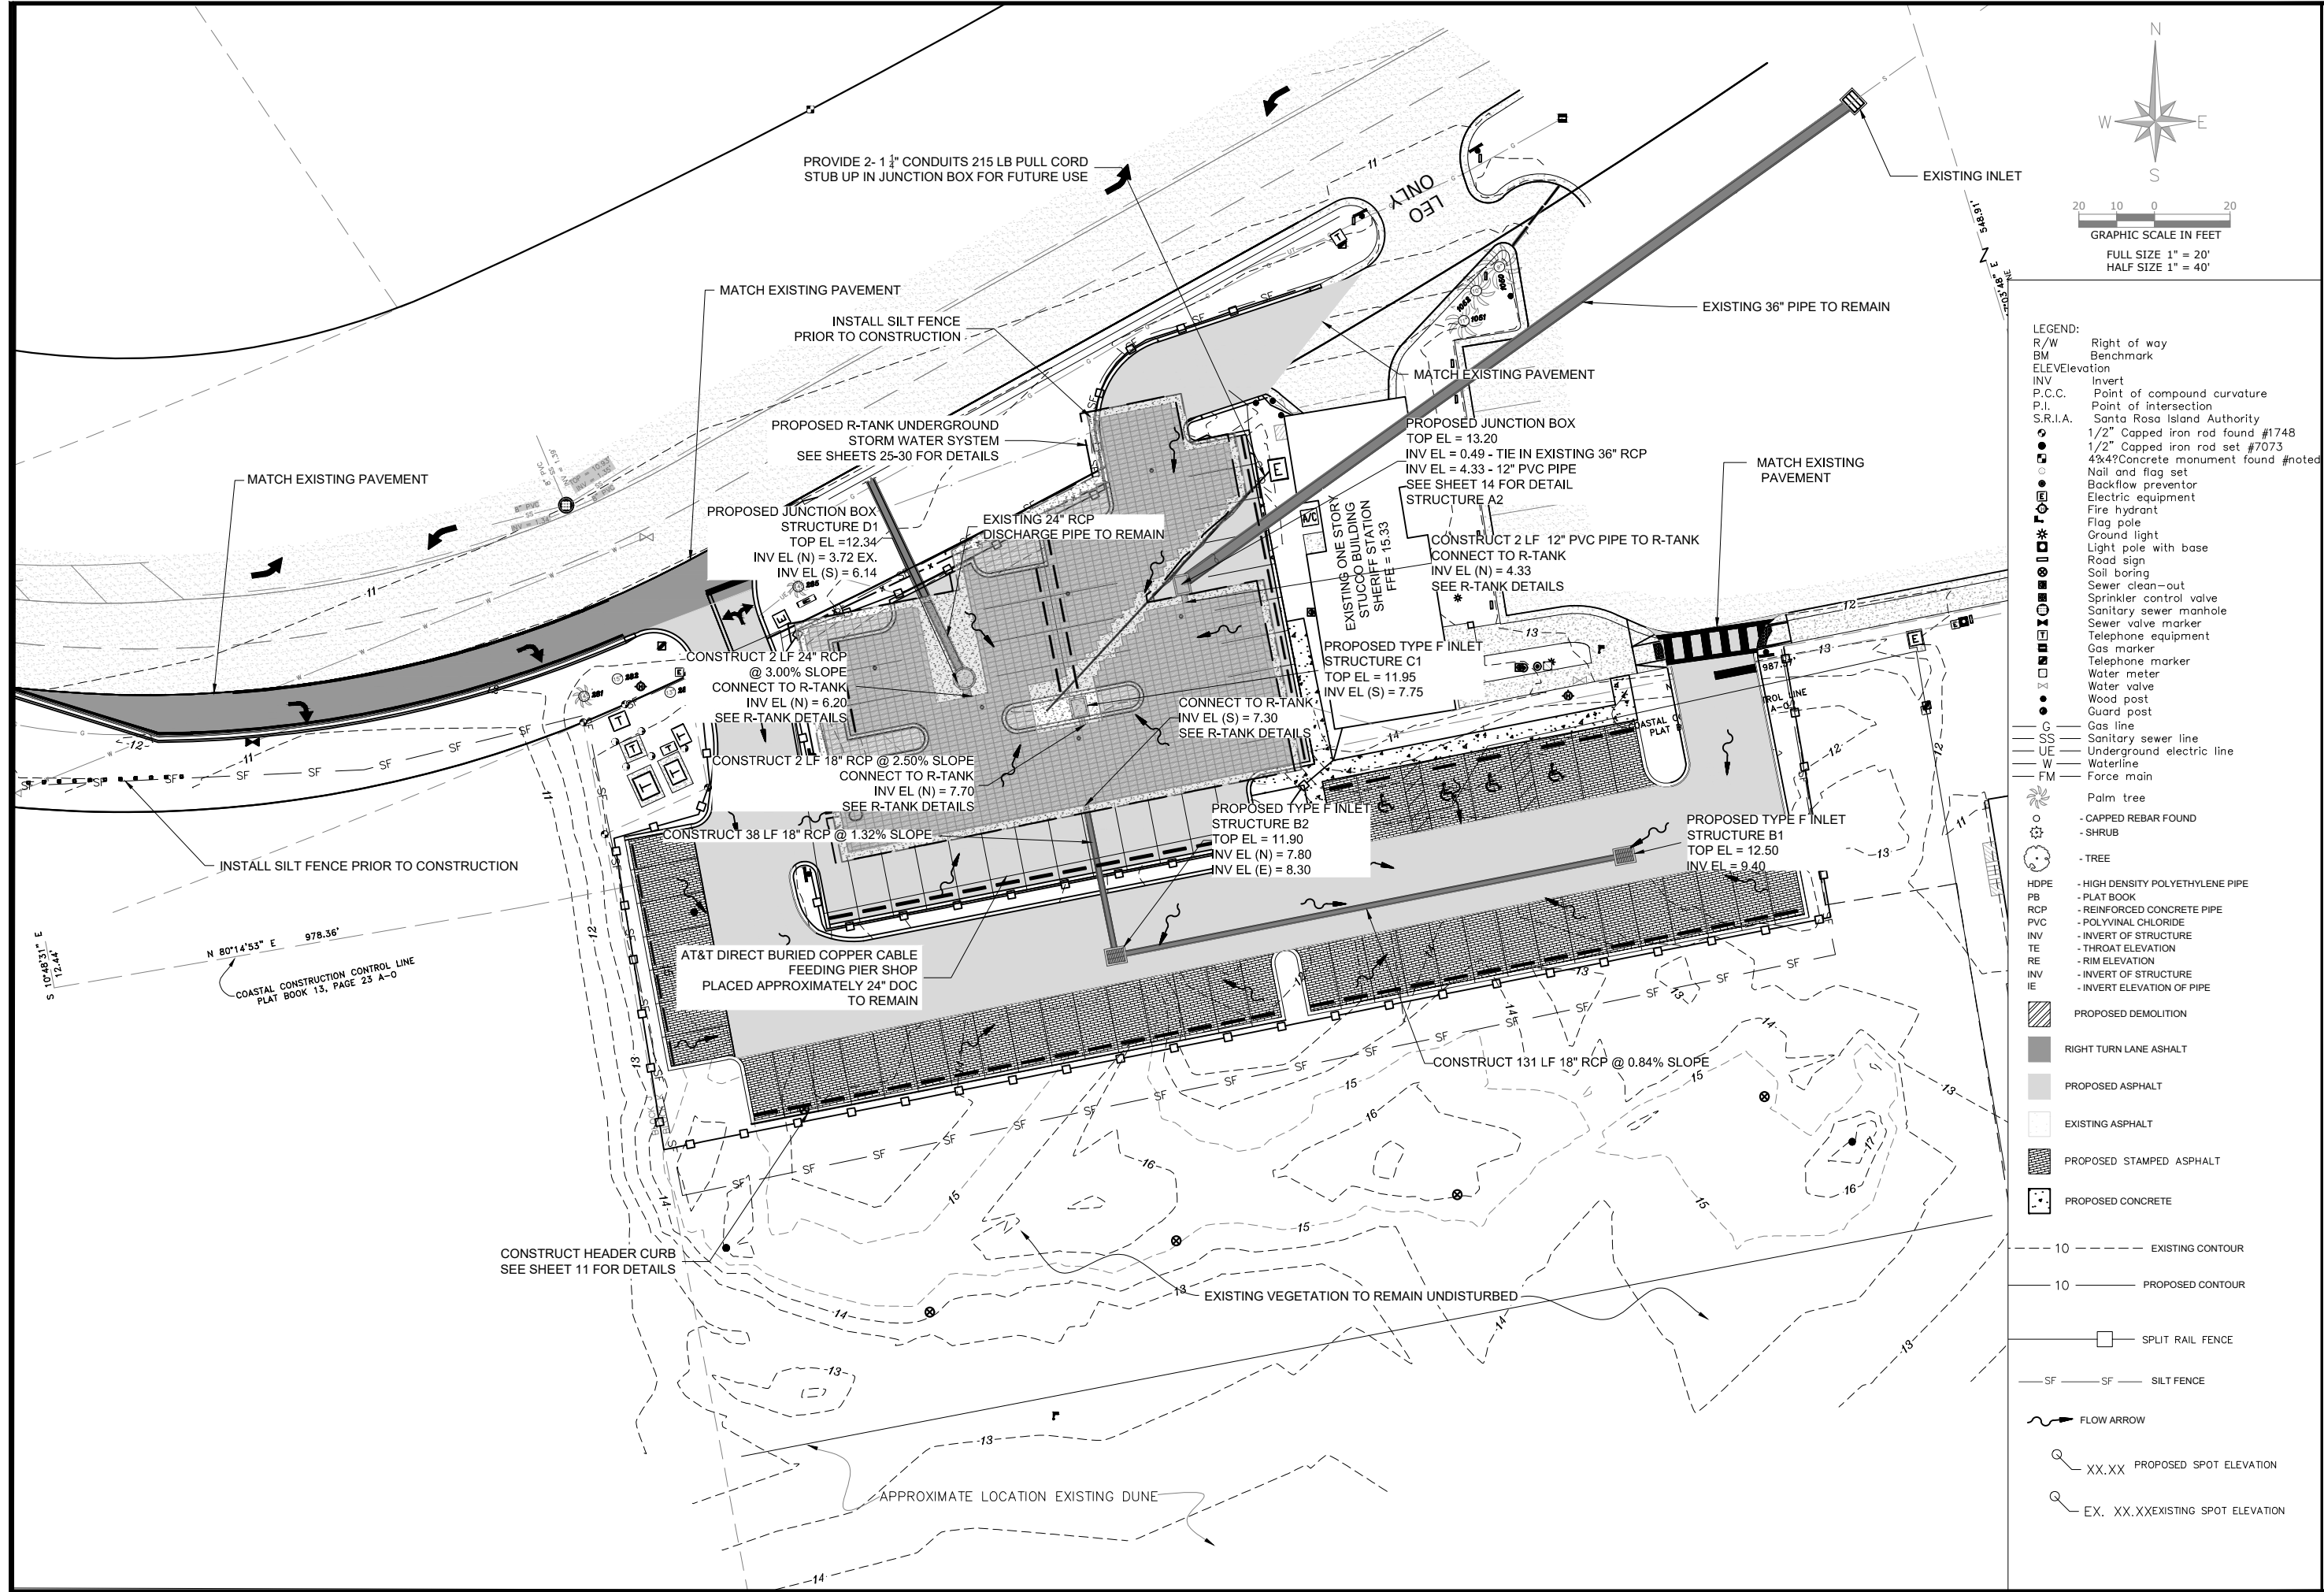 N
W
E
S
20 10 0 20
GRAPHIC SCALE IN FEET
FULL SIZE 1" = 20'
HALF SIZE 1" = 40'
PROVIDE 2- 1 1/4" CONDUITS 215 LB PULL CORD
STUB UP IN JUNCTION BOX FOR FUTURE USE
LEO
ONLY
EXISTING INLET
548.91'
MATCH EXISTING PAVEMENT
INSTALL SILT FENCE
PRIOR TO CONSTRUCTION
EXISTING 36" PIPE TO REMAIN
MATCH EXISTING PAVEMENT
PROPOSED R-TANK UNDERGROUND
STORM WATER SYSTEM
SEE SHEETS 25-30 FOR DETAILS
PROPOSED JUNCTION BOX
TOP EL = 13.20
INV EL = 0.49 - TIE IN EXISTING 36" RCP
INV EL = 4.33 - 12" PVC PIPE
SEE SHEET 14 FOR DETAIL
STRUCTURE A2
MATCH EXISTING
PAVEMENT
MATCH EXISTING PAVEMENT
PROPOSED JUNCTION BOX
STRUCTURE D1
TOP EL =12.34
INV EL (N) = 3.72 EX.
INV EL (S) = 6.14
EXISTING 24" RCP
DISCHARGE PIPE TO REMAIN
EXISTING ONE STORY
STUCCO BUILDING
SHERIFF STATION
FFE = 15.33
CONSTRUCT 2 LF 12" PVC PIPE TO R-TANK
CONNECT TO R-TANK
INV EL (N) = 4.33
SEE R-TANK DETAILS
CONSTRUCT 2 LF 24" RCP
@ 3.00% SLOPE
CONNECT TO R-TANK
INV EL (N) = 6.20
SEE R-TANK DETAILS
PROPOSED TYPE F INLET
STRUCTURE C1
TOP EL = 11.95
INV EL (S) = 7.75
CONNECT TO R-TANK
INV EL (S) = 7.30
SEE R-TANK DETAILS
CONSTRUCT 2 LF 18" RCP @ 2.50% SLOPE
CONNECT TO R-TANK
INV EL (N) = 7.70
SEE R-TANK DETAILS
CONSTRUCT 38 LF 18" RCP @ 1.32% SLOPE
PROPOSED TYPE F INLET
STRUCTURE B2
TOP EL = 11.90
INV EL (N) = 7.80
INV EL (E) = 8.30
PROPOSED TYPE F INLET
STRUCTURE B1
TOP EL = 12.50
INV EL = 9.40
INSTALL SILT FENCE PRIOR TO CONSTRUCTION
S 10°48'31" E
12.44'
N 80°14'53" E 978.36'
COASTAL CONSTRUCTION CONTROL LINE
PLAT BOOK 13, PAGE 23 A-O
AT&T DIRECT BURIED COPPER CABLE
FEEDING PIER SHOP
PLACED APPROXIMATELY 24" DOC
TO REMAIN
CONSTRUCT 131 LF 18" RCP @ 0.84% SLOPE
CONSTRUCT HEADER CURB
SEE SHEET 11 FOR DETAILS
EXISTING VEGETATION TO REMAIN UNDISTURBED
APPROXIMATE LOCATION EXISTING DUNE
LEGEND:
R/W Right of way
BM Benchmark
ELEVElevation
INV Invert
P.C.C. Point of compound curvature
P.I. Point of intersection
S.R.I.A. Santa Rosa Island Authority
1/2" Capped iron rod found #1748
1/2" Capped iron rod set #7073
4?x4?Concrete monument found #noted
Nail and flag set
Backflow preventor
E Electric equipment
Fire hydrant
Flag pole
Ground light
Light pole with base
Road sign
Soil boring
Sewer clean-out
Sprinkler control valve
Sanitary sewer manhole
Sewer valve marker
T Telephone equipment
Gas marker
Telephone marker
Water meter
Water valve
Wood post
Guard post
G Gas line
SS Sanitary sewer line
UE Underground electric line
W Waterline
FM Force main
Palm tree
- CAPPED REBAR FOUND
- SHRUB
- TREE
HDPE - HIGH DENSITY POLYETHYLENE PIPE
PB - PLAT BOOK
RCP - REINFORCED CONCRETE PIPE
PVC - POLYVINAL CHLORIDE
INV - INVERT OF STRUCTURE
TE - THROAT ELEVATION
RE - RIM ELEVATION
INV - INVERT OF STRUCTURE
IE - INVERT ELEVATION OF PIPE
PROPOSED DEMOLITION
RIGHT TURN LANE ASHALT
PROPOSED ASPHALT
EXISTING ASPHALT
PROPOSED STAMPED ASPHALT
PROPOSED CONCRETE
10 EXISTING CONTOUR
10 PROPOSED CONTOUR
SPLIT RAIL FENCE
SF SF SILT FENCE
FLOW ARROW
XX.XX PROPOSED SPOT ELEVATION
EX. XX.XXEXISTING SPOT ELEVATION